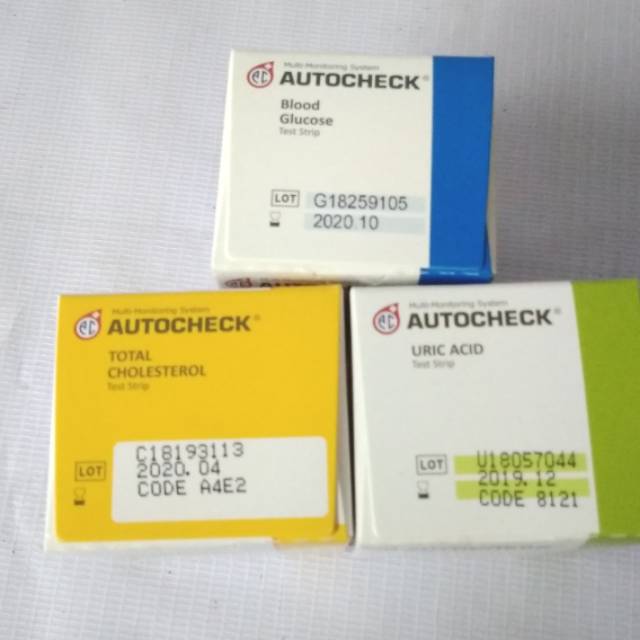 Multi-Monitoring System
AUTOCHECK®
Blood
Glucose
Test Strip
LOT G18259105
2020.10
Multi-Monitoring System
AUTOCHECK®
TOTAL
CHOLESTEROL
Test Strip
C18193113
LOT 2020.04
CODE A4E2
Multi-Monitoring System
AUTOCHECK®
URIC ACID
Test Strip
LOT U18057044
2019.12
CODE 8121